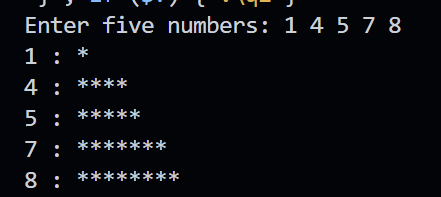 Enter five numbers: 1 4 5 7 8
1 : *
4 : ****
5 : *****
7 : *******
8 : ********